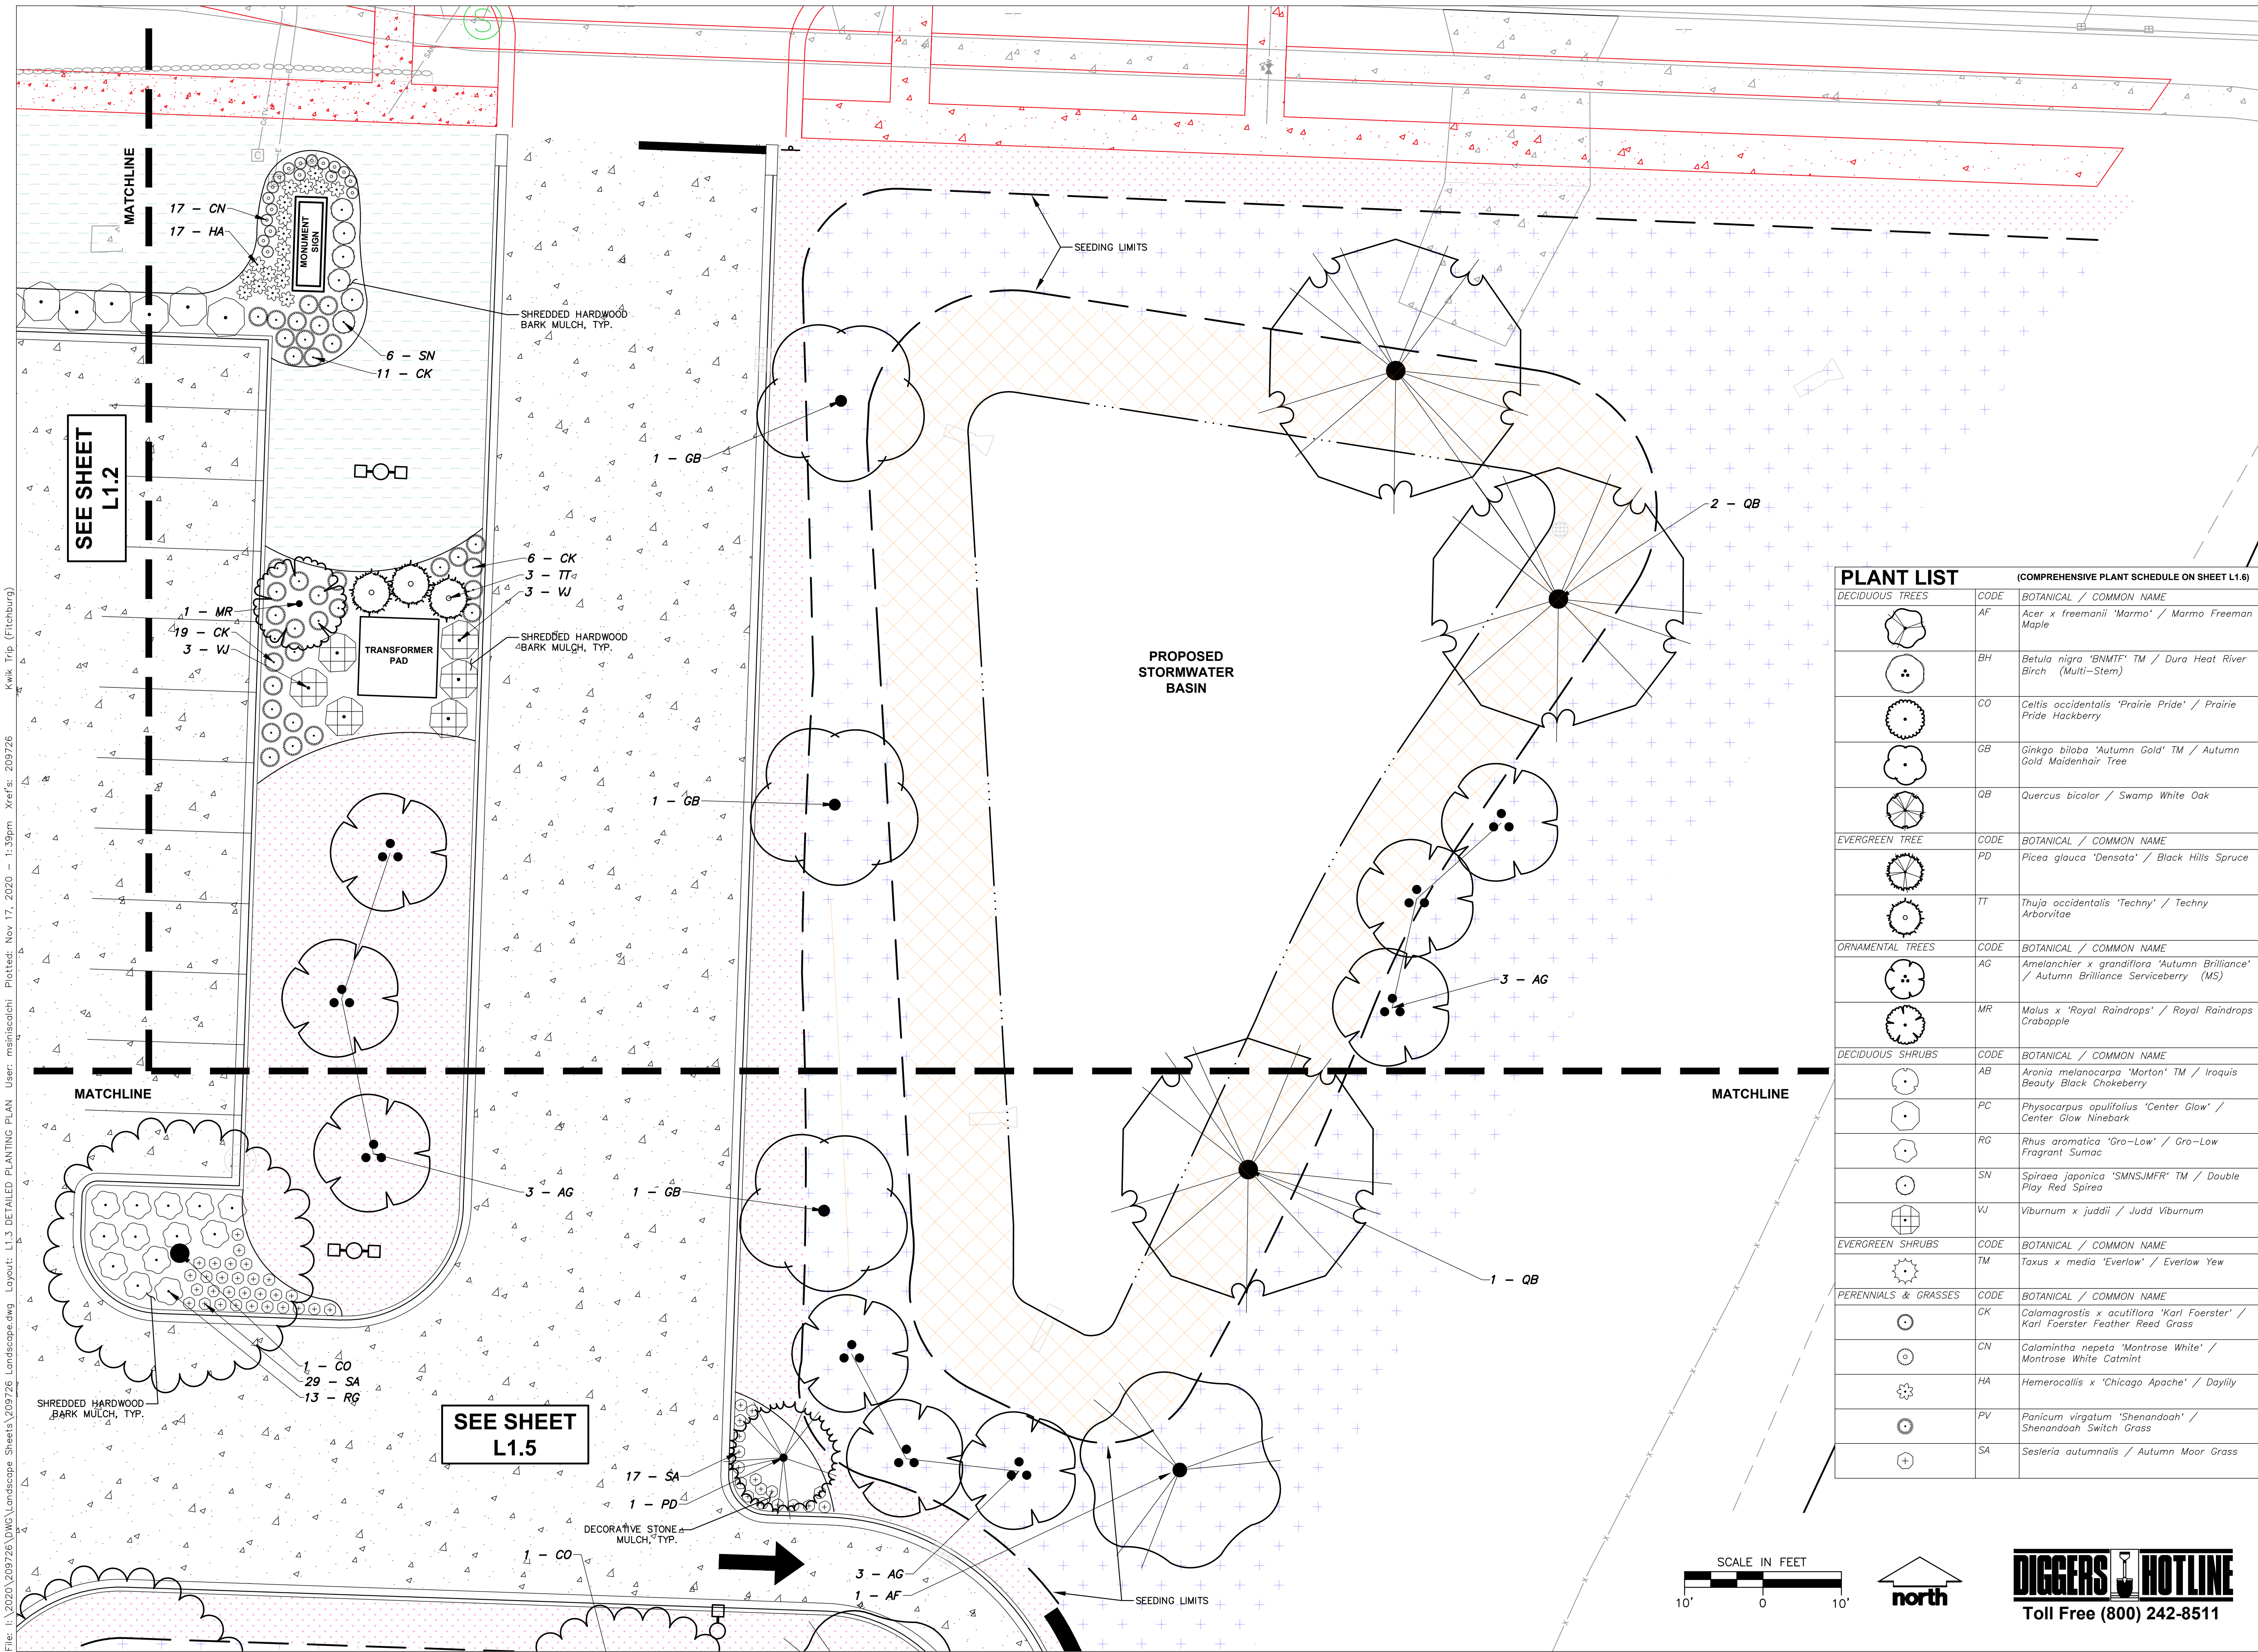 MATCHLINE
C
17 - CN
17 - HA
MONUMENT
SIGN
SHREDDED HARDWOOD
BARK MULCH, TYP.
6 - SN
11 - CK
SEE SHEET
L1.2
SEEDING LIMITS
1 - GB
2 - QB
6 - CK
3 - TT
3 - VJ
1 - MR
19 - CK
3 - VJ
TRANSFORMER
PAD
SHREDDED HARDWOOD
BARK MULCH, TYP.
PROPOSED
STORMWATER
BASIN
1 - GB
3 - AG
MATCHLINE
MATCHLINE
3 - AG
1 - GB
1 - QB
1 - CO
29 - SA
13 - RG
SHREDDED HARDWOOD
BARK MULCH, TYP.
SEE SHEET
L1.5
17 - SA
1 - PD
DECORATIVE STONE
MULCH, TYP.
1 - CO
3 - AG
1 - AF
SEEDING LIMITS
PLANT LIST (COMPREHENSIVE PLANT SCHEDULE ON SHEET L1.6)
DECIDUOUS TREES CODE BOTANICAL / COMMON NAME
AF Acer x freemanii 'Marmo' / Marmo Freeman
Maple
BH Betula nigra 'BNMTF' TM / Dura Heat River
Birch (Multi-Stem)
CO Celtis occidentalis 'Prairie Pride' / Prairie
Pride Hackberry
GB Ginkgo biloba 'Autumn Gold' TM / Autumn
Gold Maidenhair Tree
QB Quercus bicolor / Swamp White Oak
EVERGREEN TREE CODE BOTANICAL / COMMON NAME
PD Picea glauca 'Densata' / Black Hills Spruce
TT Thuja occidentalis 'Techny' / Techny
Arborvitae
ORNAMENTAL TREES CODE BOTANICAL / COMMON NAME
AG Amelanchier x grandiflora 'Autumn Brilliance'
/ Autumn Brilliance Serviceberry (MS)
MR Malus x 'Royal Raindrops' / Royal Raindrops
Crabapple
DECIDUOUS SHRUBS CODE BOTANICAL / COMMON NAME
AB Aronia melanocarpa 'Morton' TM / Iroquis
Beauty Black Chokeberry
PC Physocarpus opulifolius 'Center Glow' /
Center Glow Ninebark
RG Rhus aromatica 'Gro-Low' / Gro-Low
Fragrant Sumac
SN Spiraea japonica 'SMNSJMFR' TM / Double
Play Red Spirea
VJ Viburnum x juddii / Judd Viburnum
EVERGREEN SHRUBS CODE BOTANICAL / COMMON NAME
TM Taxus x media 'Everlow' / Everlow Yew
PERENNIALS & GRASSES CODE BOTANICAL / COMMON NAME
CK Calamagrostis x acutiflora 'Karl Foerster' /
Karl Foerster Feather Reed Grass
CN Calamintha nepeta 'Montrose White' /
Montrose White Catmint
HA Hemerocallis x 'Chicago Apache' / Daylily
PV Panicum virgatum 'Shenandoah' /
Shenandoah Switch Grass
SA Sesleria autumnalis / Autumn Moor Grass
SCALE IN FEET
10' 0 10'
north
DIGGERS HOTLINE
Toll Free (800) 242-8511
File: I:\2020\209726\DWG\Landscape Sheets\209726 Landscape.dwg Layout: L1.3 DETAILED PLANTING PLAN User: msiniscalchi Plotted: Nov 17, 2020 - 1:39pm Xref's: 209726 Kwik Trip (Fitchburg)